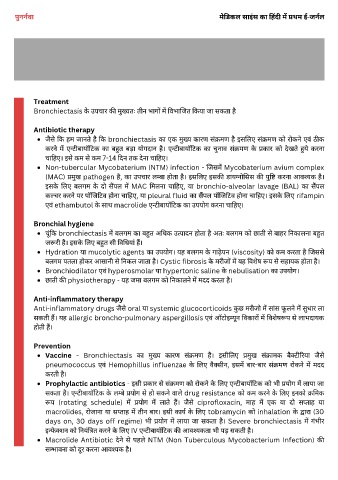 पुनर्नवा
मेडिकल साइंस का हिंदी में प्रथम ई-जर्नल
Treatment
Bronchiectasis के उपचार की मुख्यतः तीन भागों में विभाजित किया जा सकता है
Antibiotic therapy
• जैसे कि हम जानते है कि bronchiectasis का एक मुख्य कारण संक्रमण है इसलिए संक्रमण को रोकने एवं ठीक
करने में एन्टीबायोटिक का बहुत बड़ा योगदान है। एन्टीबायोटिक का चुनाव संक्रमण के प्रकार को देखते हुये करना
चाहिए। इसे कम से कम 7-14 दिन तक देना चाहिए।
• Non-tubercular Mycobacterium (NTM) infection - जिसमें Mycobaterium avium complex
(MAC) प्रमुख pathogen है, का उपचार लम्बा होता है। इसलिए इसकी डायग्नोसिस की पुष्टि करना आवश्यक है।
इसके लिए बलगम के दो सैंपल में MAC मिलना चाहिए, या bronchio-alveolar lavage (BAL) का सैंपल
कल्चर करने पर पॉजिटिव होना चाहिए, या pleural fluid का सैंपल पॉजिटिव होना चाहिए। इसके लिए rifampin
एवं ethambutol के साथ macrolide एन्टीबायोटिक का उपयोग करना चाहिए।
Bronchial hygiene
• चूंकि bronchiectasis में बलगम का बहुत अधिक उत्पादन होता है अतः बलगम को छाती से बाहर निकालना बहुत
जरूरी है। इसके लिए बहुत सी विधियां हैं।
• Hydration या mucolytic agents का उपयोग। यह बलगम के गाढ़ेपन (viscosity) को कम करता है जिससे
बलगम पतला होकर आसानी से निकल जाता है। Cystic fibrosis के मरीजों में यह विशेष रूप से सहायक होता है।
• Bronchiodilator एवं hyperosmolar या hypertonic saline के nebulisation का उपयोग।
• छाती की physiotherapy - यह जमा बलगम को निकालने में मदद करता है।
Anti-inflammatory therapy
Anti-inflammatory drugs जैसे oral या systemic glucocorticoids कुछ मरीजों में सांस फूलने में सुधार ला
सकती हैं। यह allergic broncho-pulmonary aspergillosis एवं ऑटोइम्यून विकारों में विशेषरूप से लाभदायक
होती हैं।
Prevention
• Vaccine - Bronchiectasis का मुख्य कारण संक्रमण है। इसीलिए प्रमुख संक्रामक बैक्टीरिया जैसे
pneumococcus एवं Hemophillus influenzae के लिए वैक्सीन, इसमें बार-बार संक्रमण रोकने में मदद
करती है।
• Prophylactic antibiotics - इसी प्रकार से संक्रमण को रोकने के लिए एन्टीबायोटिक को भी प्रयोग में लाया जा
सकता है। एन्टीबायोटिक के लम्बे प्रयोग से हो सकने वाले drug resistance को कम करने के लिए इनको क्रमिक
रूप (rotating schedule) में प्रयोग में लाते हैं। जैसे ciprofloxacin, माह में एक या दो सप्ताह या
macrolides, रोजाना या सप्ताह में तीन बार। इसी कार्य के लिए tobramycin को inhalation के द्वारा (30
days on, 30 days off regime) भी प्रयोग में लाया जा सकता है। Severe bronchiectasis में गंभीर
इन्फेक्शन को नियंत्रित करने के लिए IV एन्टीबायोटिक की आवश्यकता भी पड़ सकती है।
• Macrolide Antibiotic देने से पहले NTM (Non Tuberculous Mycobacterium Infection) की
सम्भावना को दूर करना आवश्यक है।